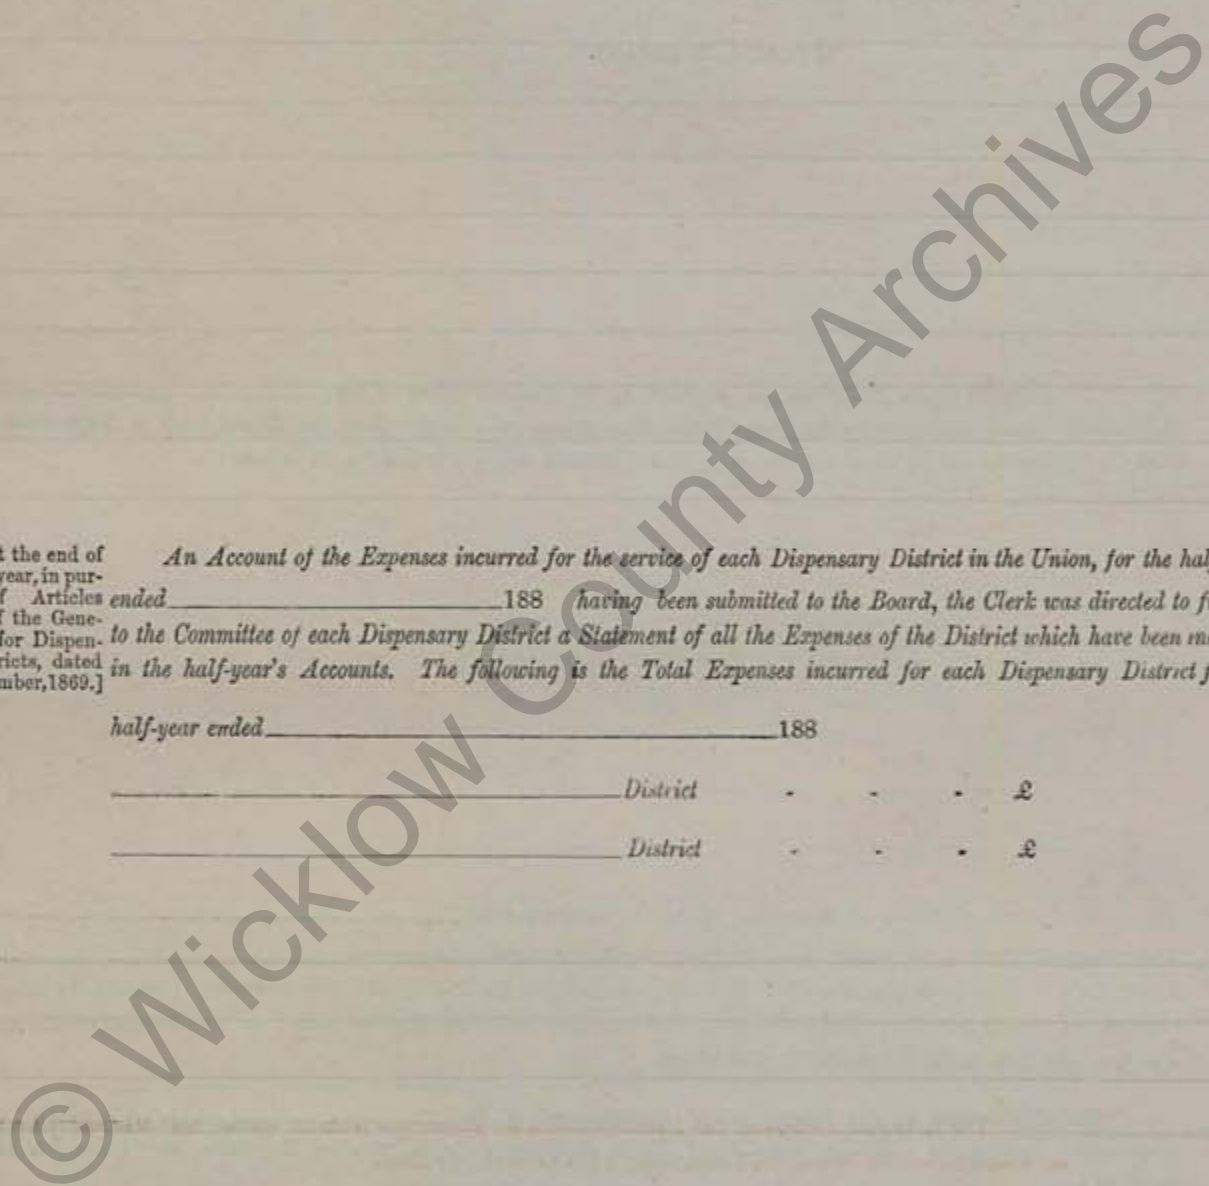 t the end of
year, in pur-
f Articles
f the Gene-
for Dispen-
ricts, dated
mber, 1869.]
An Account of the Expenses incurred for the service of each Dispensary District in the Union, for the hal
ended 188 having been submitted to the Board, the Clerk was directed to f
to the Committee of each Dispensary District a Statement of all the Expenses of the District which have been in
in the half-year's Accounts. The following is the Total Expenses incurred for each Dispensary District f
half-year ended 188
District - - - £
District - - - £
© Wicklow County Archives